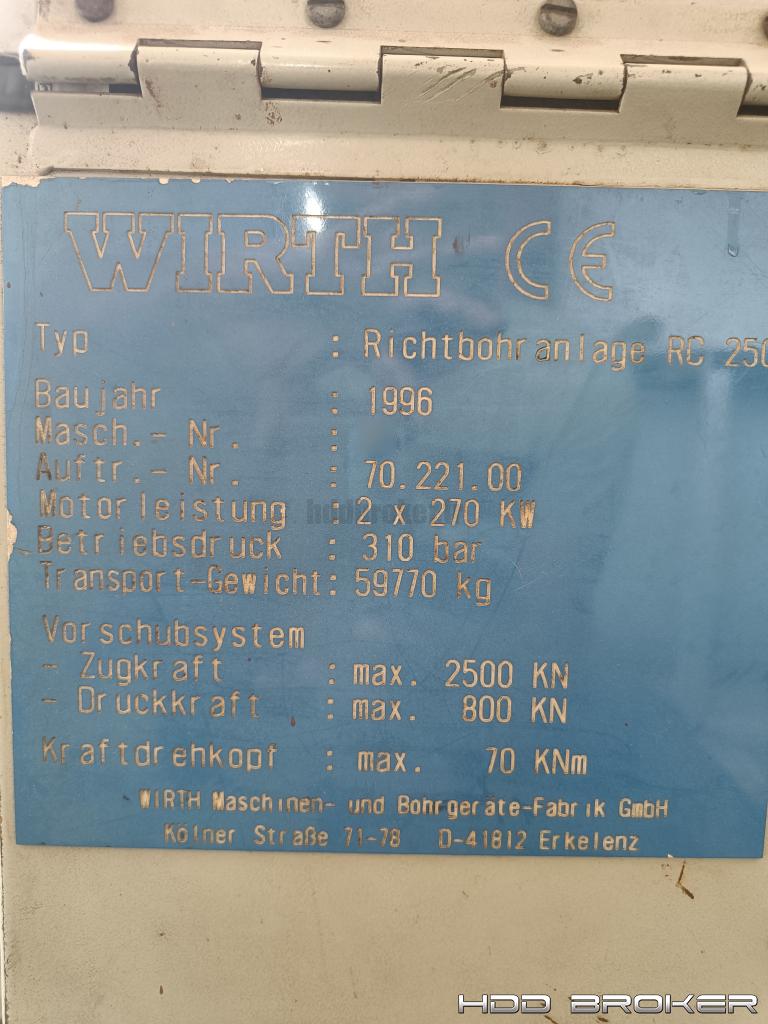 WIRTH CE
Typ : Richtbohranlage RC 250
Baujahr : 1996
Masch.- Nr. :
Auftr.- Nr. : 70.221.00
Motorleistung : 2 x 270 KW
Betriebsdruck : 310 bar
Transport-Gewicht: 59770 kg
Vorschubsystem
- Zugkraft : max. 2500 KN
- Druckkraft : max. 800 KN
Kraftdrehkopf : max. 70 KNm
WIRTH Maschinen- und Bohrgeräte-Fabrik GmbH
Kölner Straße 71-78 D-41812 Erkelenz
HDD BROKER